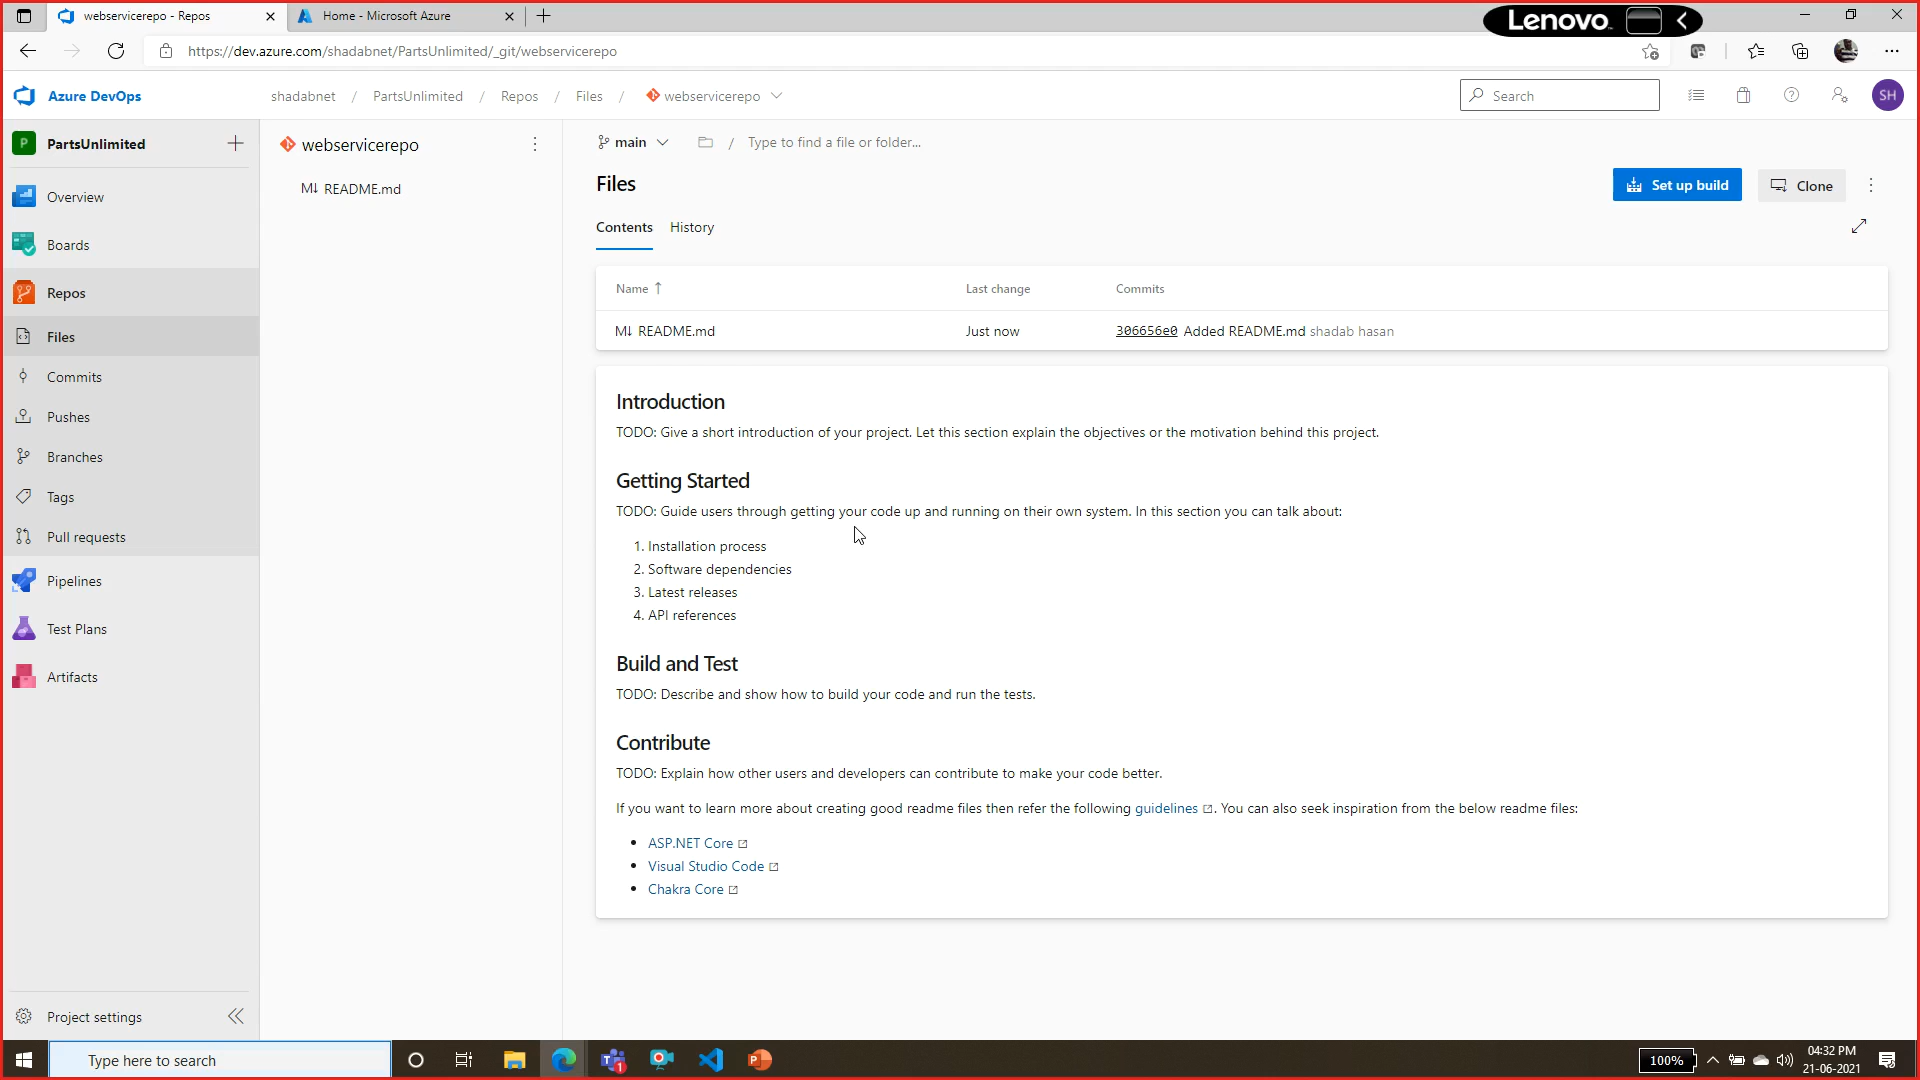 webservicerepo - Repos
Home - Microsoft Azure
Lenovo
https://dev.azure.com/shadabnet/PartsUnlimited/_git/webservicerepo
Azure DevOps
shadabnet / PartsUnlimited / Repos / Files / webservicerepo
Search
SH
P PartsUnlimited
Overview
Boards
Repos
Files
Commits
Pushes
Branches
Tags
Pull requests
Pipelines
Test Plans
Artifacts
Project settings
webservicerepo
M↓ README.md
main / Type to find a file or folder...
Files
Set up build
Clone
Contents History
Name ↑ Last change Commits
M↓ README.md Just now 306656e0 Added README.md shadab hasan
Introduction
TODO: Give a short introduction of your project. Let this section explain the objectives or the motivation behind this project.
Getting Started
TODO: Guide users through getting your code up and running on their own system. In this section you can talk about:
1. Installation process
2. Software dependencies
3. Latest releases
4. API references
Build and Test
TODO: Describe and show how to build your code and run the tests.
Contribute
TODO: Explain how other users and developers can contribute to make your code better.
If you want to learn more about creating good readme files then refer the following guidelines. You can also seek inspiration from the below readme files:
• ASP.NET Core
• Visual Studio Code
• Chakra Core
Type here to search
100%
04:32 PM
21-06-2021